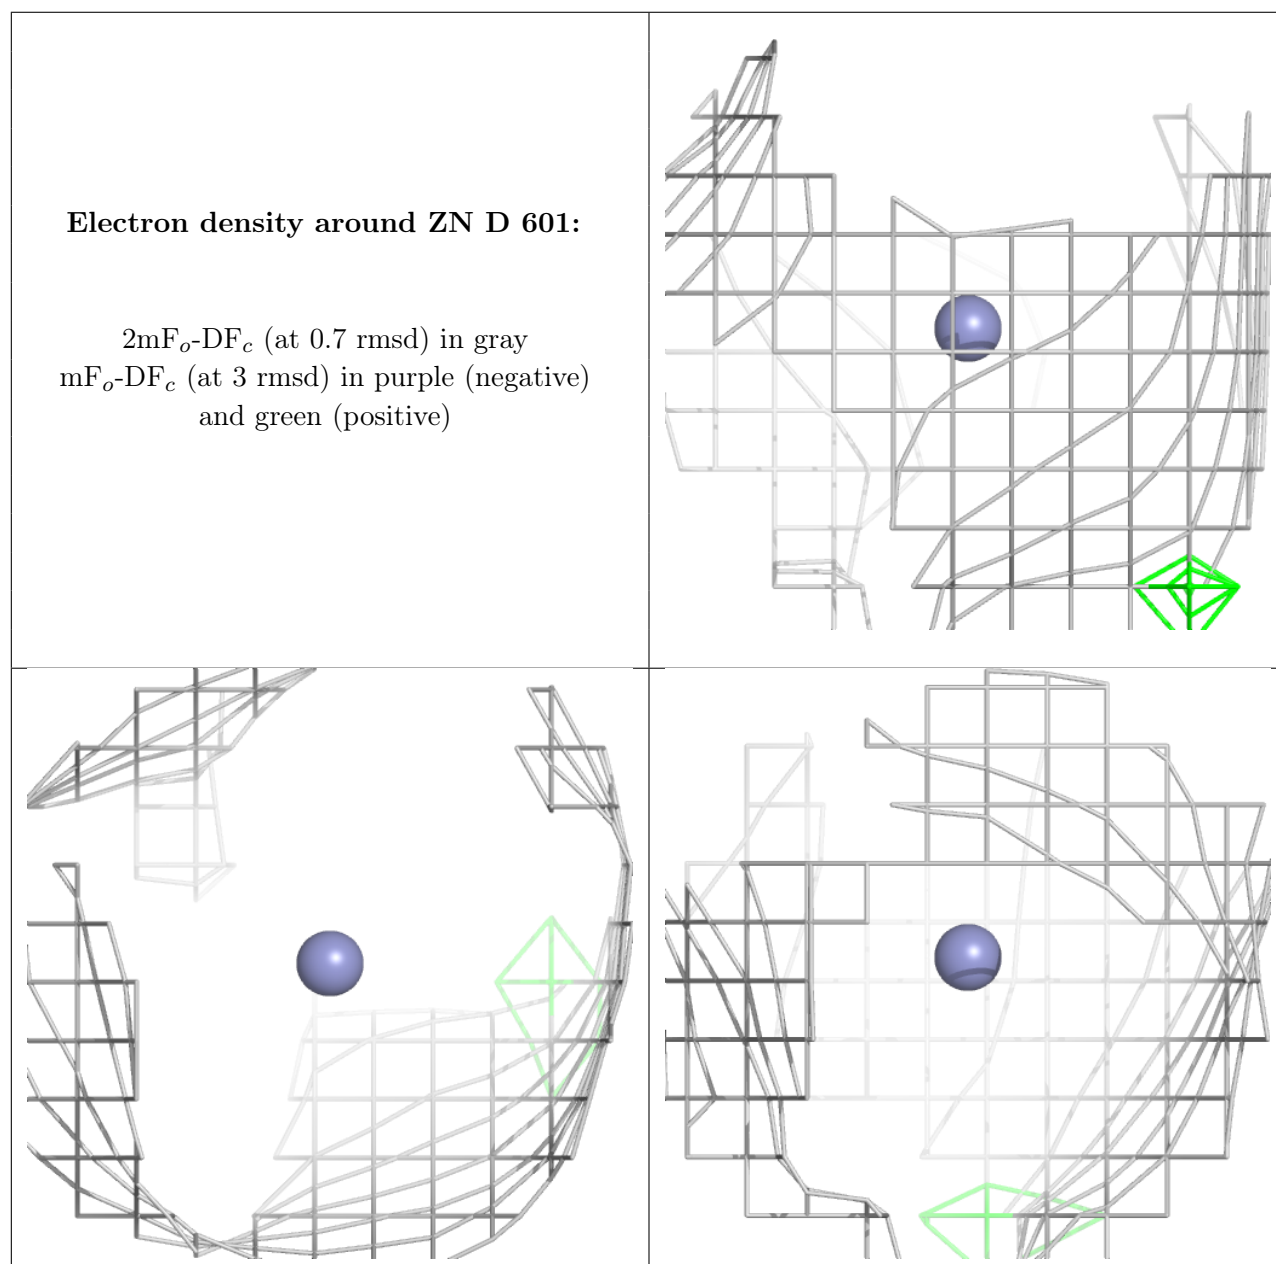 Electron density around ZN D 601:
2mFo-DFc (at 0.7 rmsd) in gray
mFo-DFc (at 3 rmsd) in purple (negative)
and green (positive)